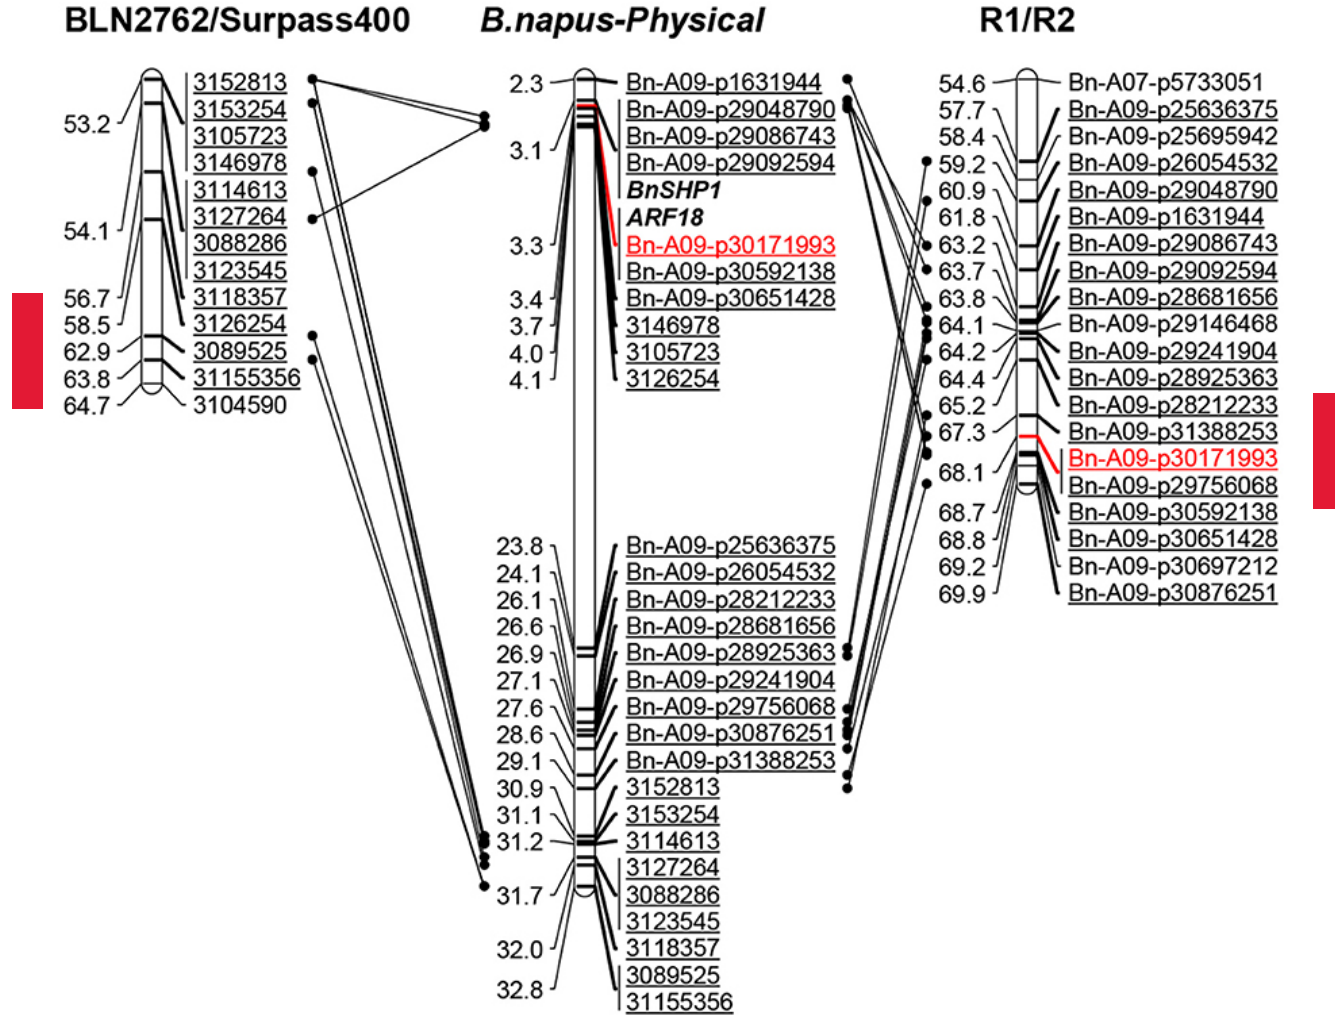 BLN2762/Surpass400
53.2
54.1
56.7
58.5
62.9
63.8
64.7
3152813
3153254
3105723
3146978
3114613
3127264
3088286
3123545
3118357
3126254
3089525
31155356
3104590
B.napus-Physical
2.3
3.1
3.3
3.4
3.7
4.0
4.1
Bn-A09-p1631944
Bn-A09-p29048790
Bn-A09-p29086743
Bn-A09-p29092594
BnSHP1
ARF18
Bn-A09-p30171993
Bn-A09-p30592138
Bn-A09-p30651428
3146978
3105723
3126254
23.8
24.1
26.1
26.6
26.9
27.1
27.6
28.6
29.1
30.9
31.1
31.2
31.7
32.0
32.8
Bn-A09-p25636375
Bn-A09-p26054532
Bn-A09-p28212233
Bn-A09-p28681656
Bn-A09-p28925363
Bn-A09-p29241904
Bn-A09-p29756068
Bn-A09-p30876251
Bn-A09-p31388253
3152813
3153254
3114613
3127264
3088286
3123545
3118357
3089525
31155356
R1/R2
54.6
57.7
58.4
59.2
60.9
61.8
63.2
63.7
63.8
64.1
64.2
64.4
65.2
67.3
68.1
68.7
68.8
69.2
69.9
Bn-A07-p5733051
Bn-A09-p25636375
Bn-A09-p25695942
Bn-A09-p26054532
Bn-A09-p29048790
Bn-A09-p1631944
Bn-A09-p29086743
Bn-A09-p29092594
Bn-A09-p28681656
Bn-A09-p29146468
Bn-A09-p29241904
Bn-A09-p28925363
Bn-A09-p28212233
Bn-A09-p31388253
Bn-A09-p30171993
Bn-A09-p29756068
Bn-A09-p30592138
Bn-A09-p30651428
Bn-A09-p30697212
Bn-A09-p30876251